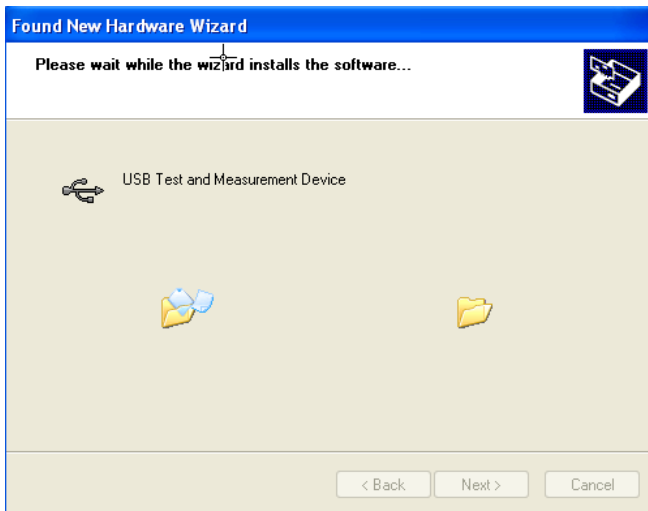 Found New Hardware Wizard
Please wait while the wizard installs the software...
USB Test and Measurement Device
< Back
Next >
Cancel